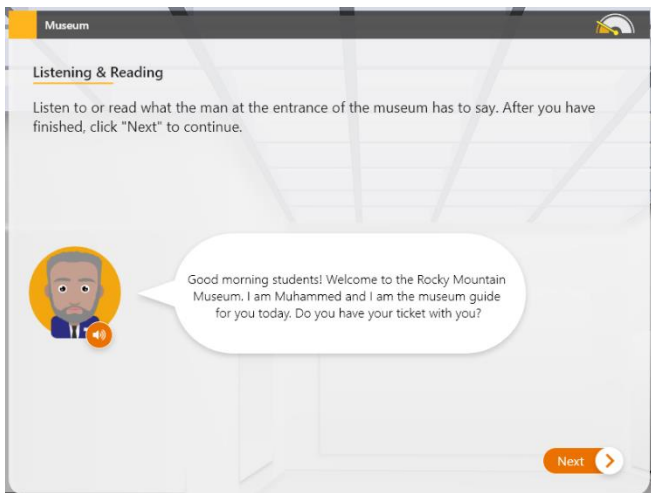 Museum
Listening & Reading
Listen to or read what the man at the entrance of the museum has to say. After you have
finished, click "Next" to continue.
Good morning students! Welcome to the Rocky Mountain
Museum. I am Muhammed and I am the museum guide
for you today. Do you have your ticket with you?
Next